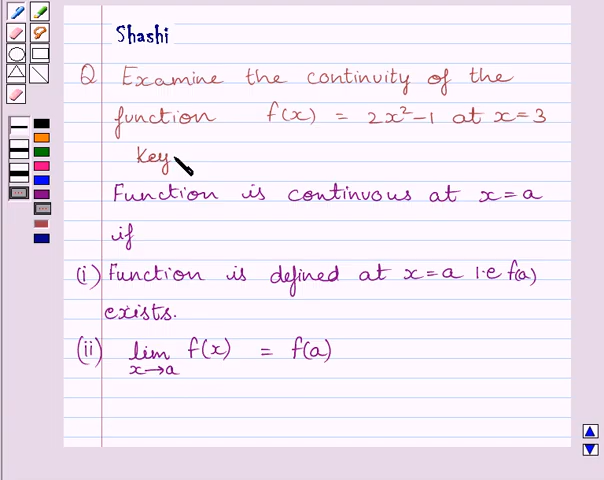 Shashi
Q Examine the continuity of the
function f(x) = 2x²-1 at x=3
Key
Function is continuous at x=a
if
(i) Function is defined at x=a i.e f(a)
exists.
(ii) lim f(x) = f(a)
x→a